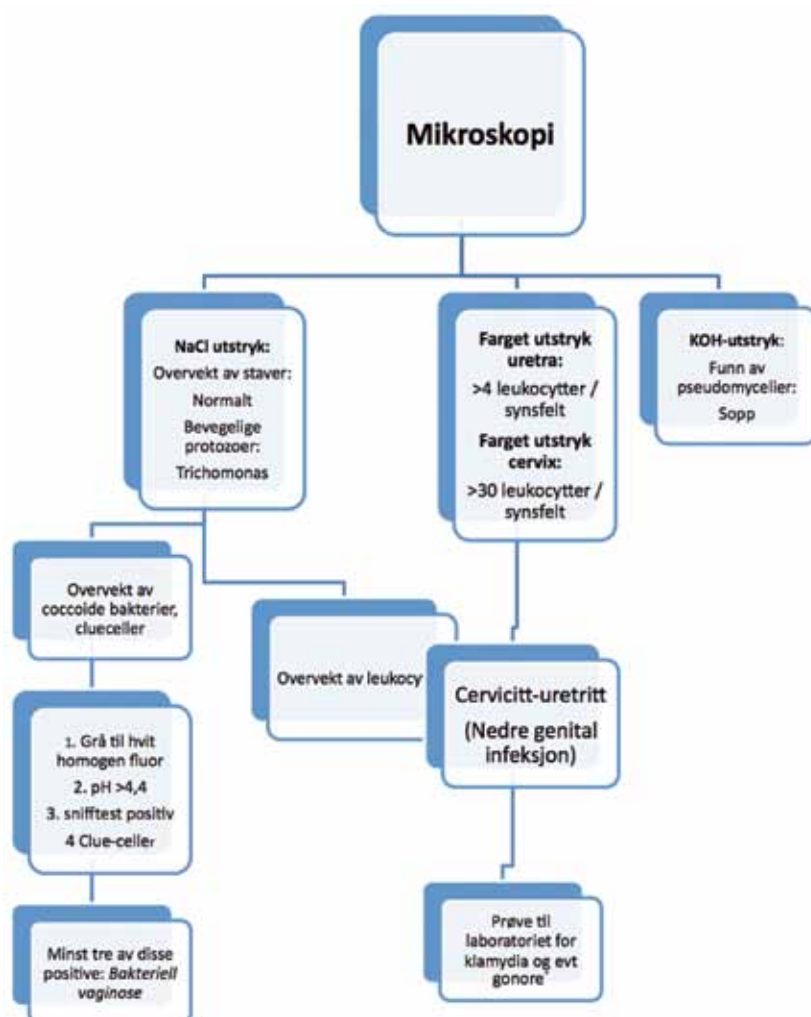 Mikroskopi
NaCl utstryk:
Overvekt av staver:
Normalt
Bevegelige
protozoer:
Trichomonas
Farget utstryk
uretra:
>4 leukocytter /
synsfelt
Farget utstryk
cervix:
>30 leukocytter /
synsfelt
KOH-utstryk:
Funn av
pseudomyceller:
Sopp
Overvekt av
coccoide bakterier,
clueceller
Overvekt av leukocy
Cervicitt-uretritt
(Nedre genital
infeksjon)
1. Grå til hvit
homogen fluor
2. pH >4,4
3. snifftest positiv
4 Clue-celler
Minst tre av disse
positive: Bakteriell
vaginose
Prøve til
laboratoriet for
klamydia og evt
gonore